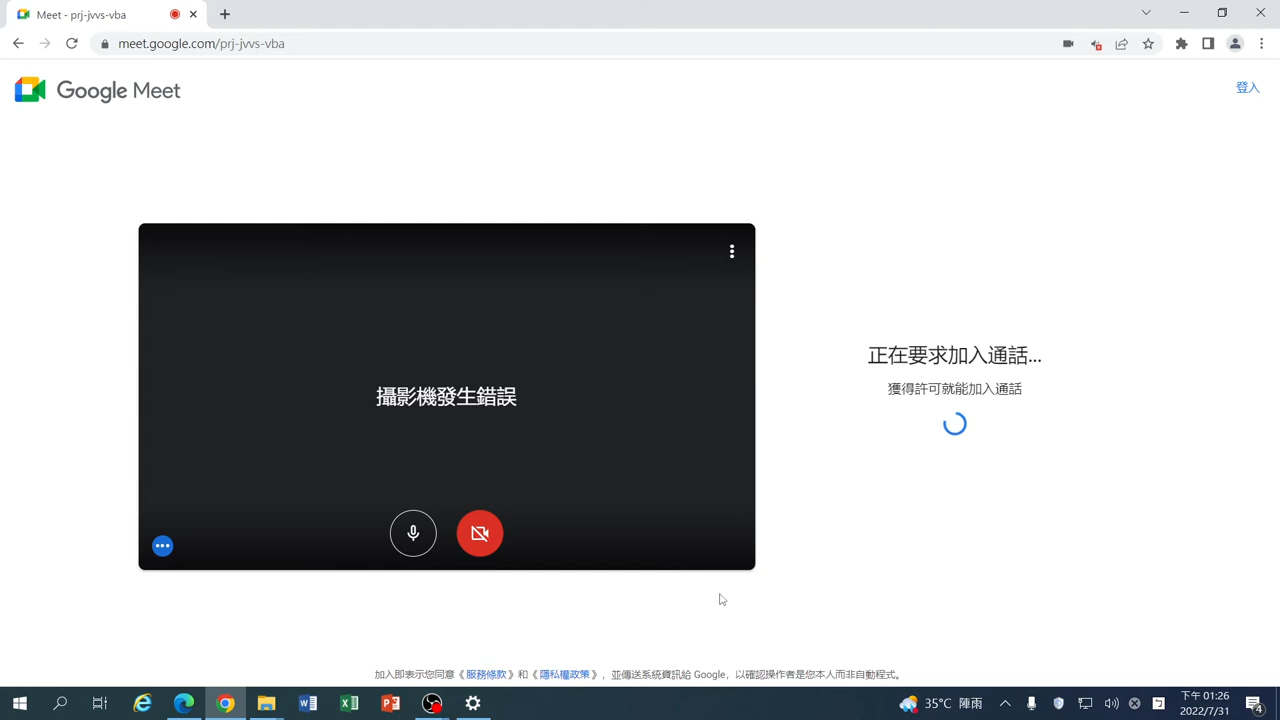 Meet - prj-jvvs-vba
meet.google.com/prj-jvvs-vba
Google Meet
登入
攝影機發生錯誤
正在要求加入通話...
獲得許可就能加入通話
加入即表示您同意《服務條款》和《隱私權政策》，並傳送系統資訊給 Google，以確認操作者是您本人而非自動程式。
35°C 陣雨
下午 01:26
2022/7/31
4